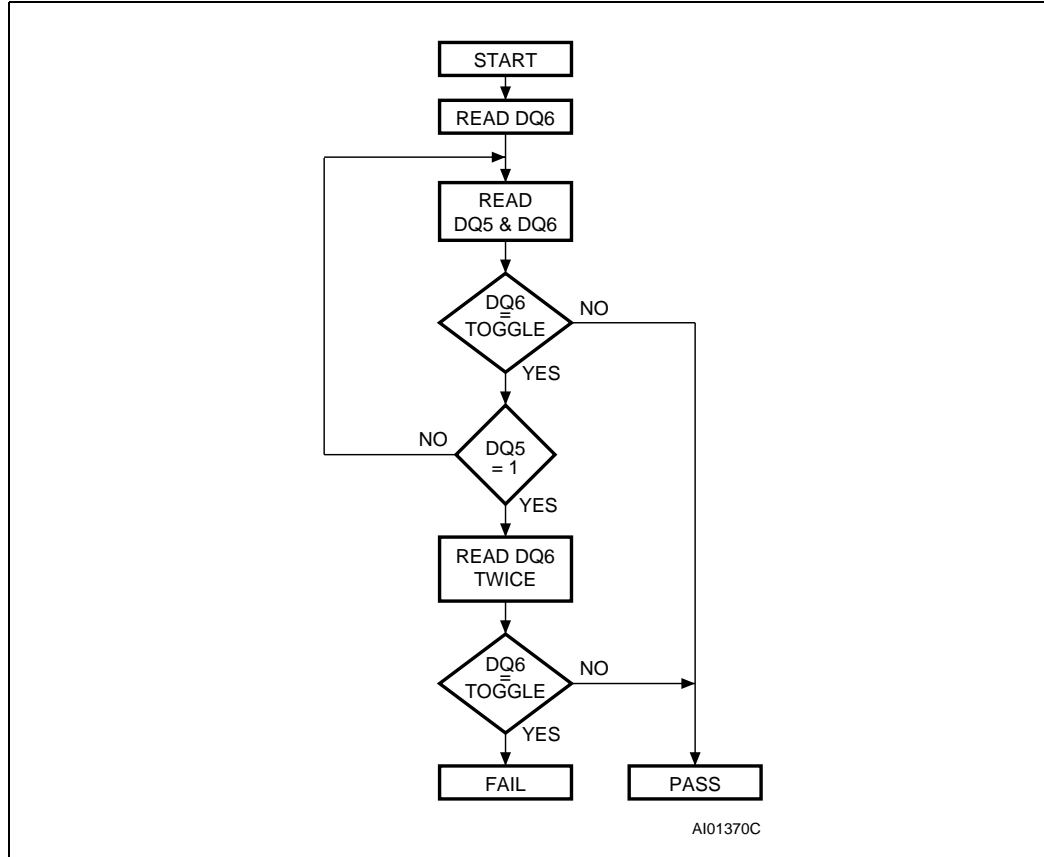 START
READ DQ6
READ
DQ5 & DQ6
DQ6
=
TOGGLE
NO
YES
NO
DQ5
= 1
YES
READ DQ6
TWICE
DQ6
=
TOGGLE
NO
YES
FAIL
PASS
AI01370C